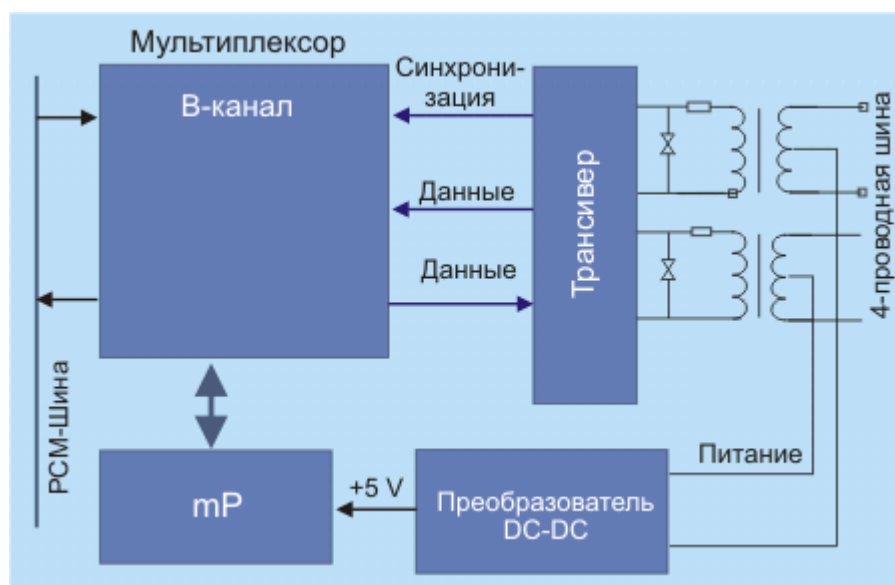 Мультиплексор
В-канал
Синхрони-
зация
Данные
Данные
Трансивер
4-проводная шина
PCM-Шина
mP
+5 V
Преобразователь
DC-DC
Питание